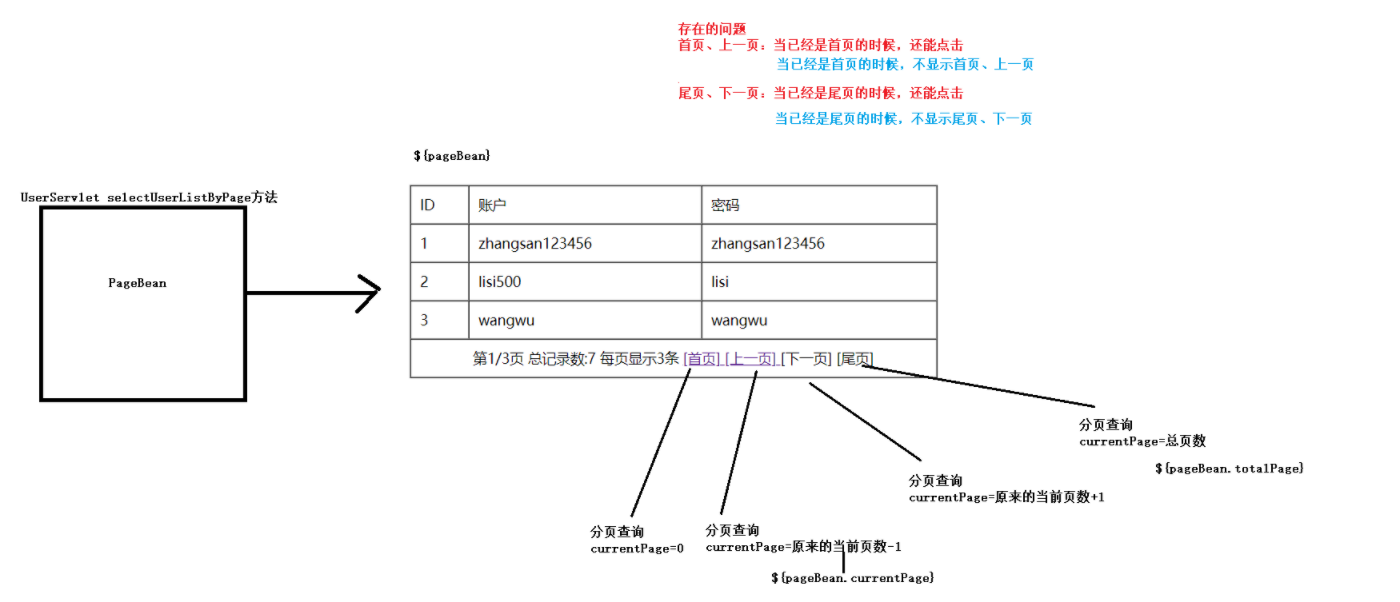 存在的问题
首页、上一页：当已经是首页的时候，还能点击
当已经是首页的时候，不显示首页、上一页
尾页、下一页：当已经是尾页的时候，还能点击
当已经是尾页的时候，不显示尾页、下一页
${pageBean}
UserServlet selectUserListByPage方法
PageBean
ID 账户 密码
1 zhangsan123456 zhangsan123456
2 lisi500 lisi
3 wangwu wangwu
第1/3页 总记录数:7 每页显示3条 [首页] [上一页] [下一页] [尾页]
分页查询
currentPage=总页数
${pageBean.totalPage}
分页查询
currentPage=原来的当前页数+1
分页查询
currentPage=0
分页查询
currentPage=原来的当前页数-1
${pageBean.currentPage}